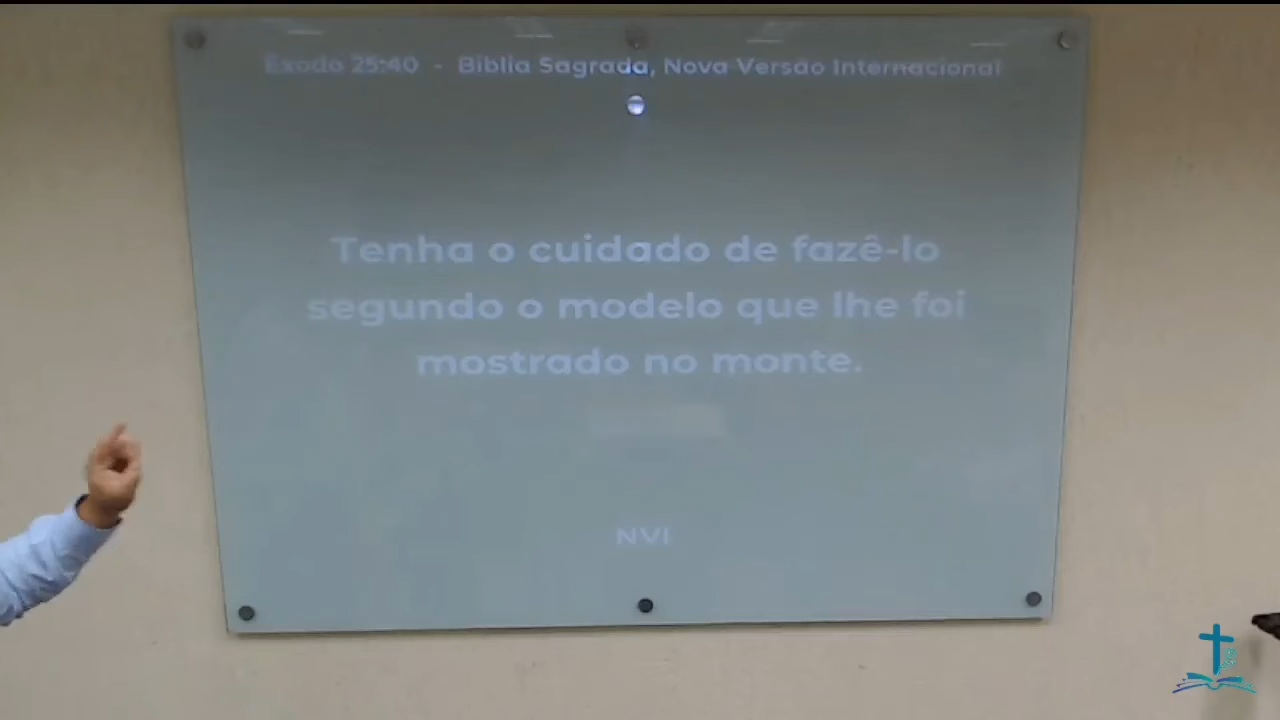 Êxodo 25:40 - Bíblia Sagrada, Nova Versão Internacional
Tenha o cuidado de fazê-lo
segundo o modelo que lhe foi
mostrado no monte.
NVI